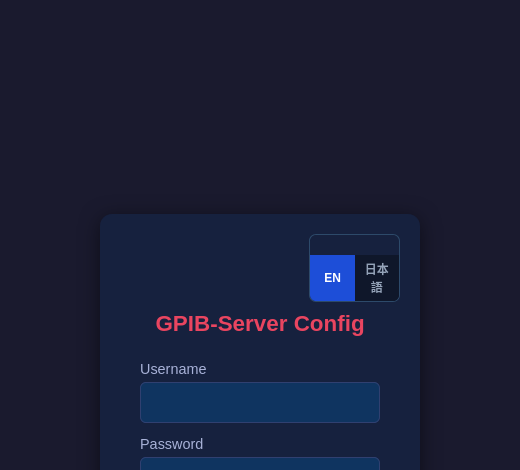 EN
日本
語
GPIB-Server Config
Username
Password